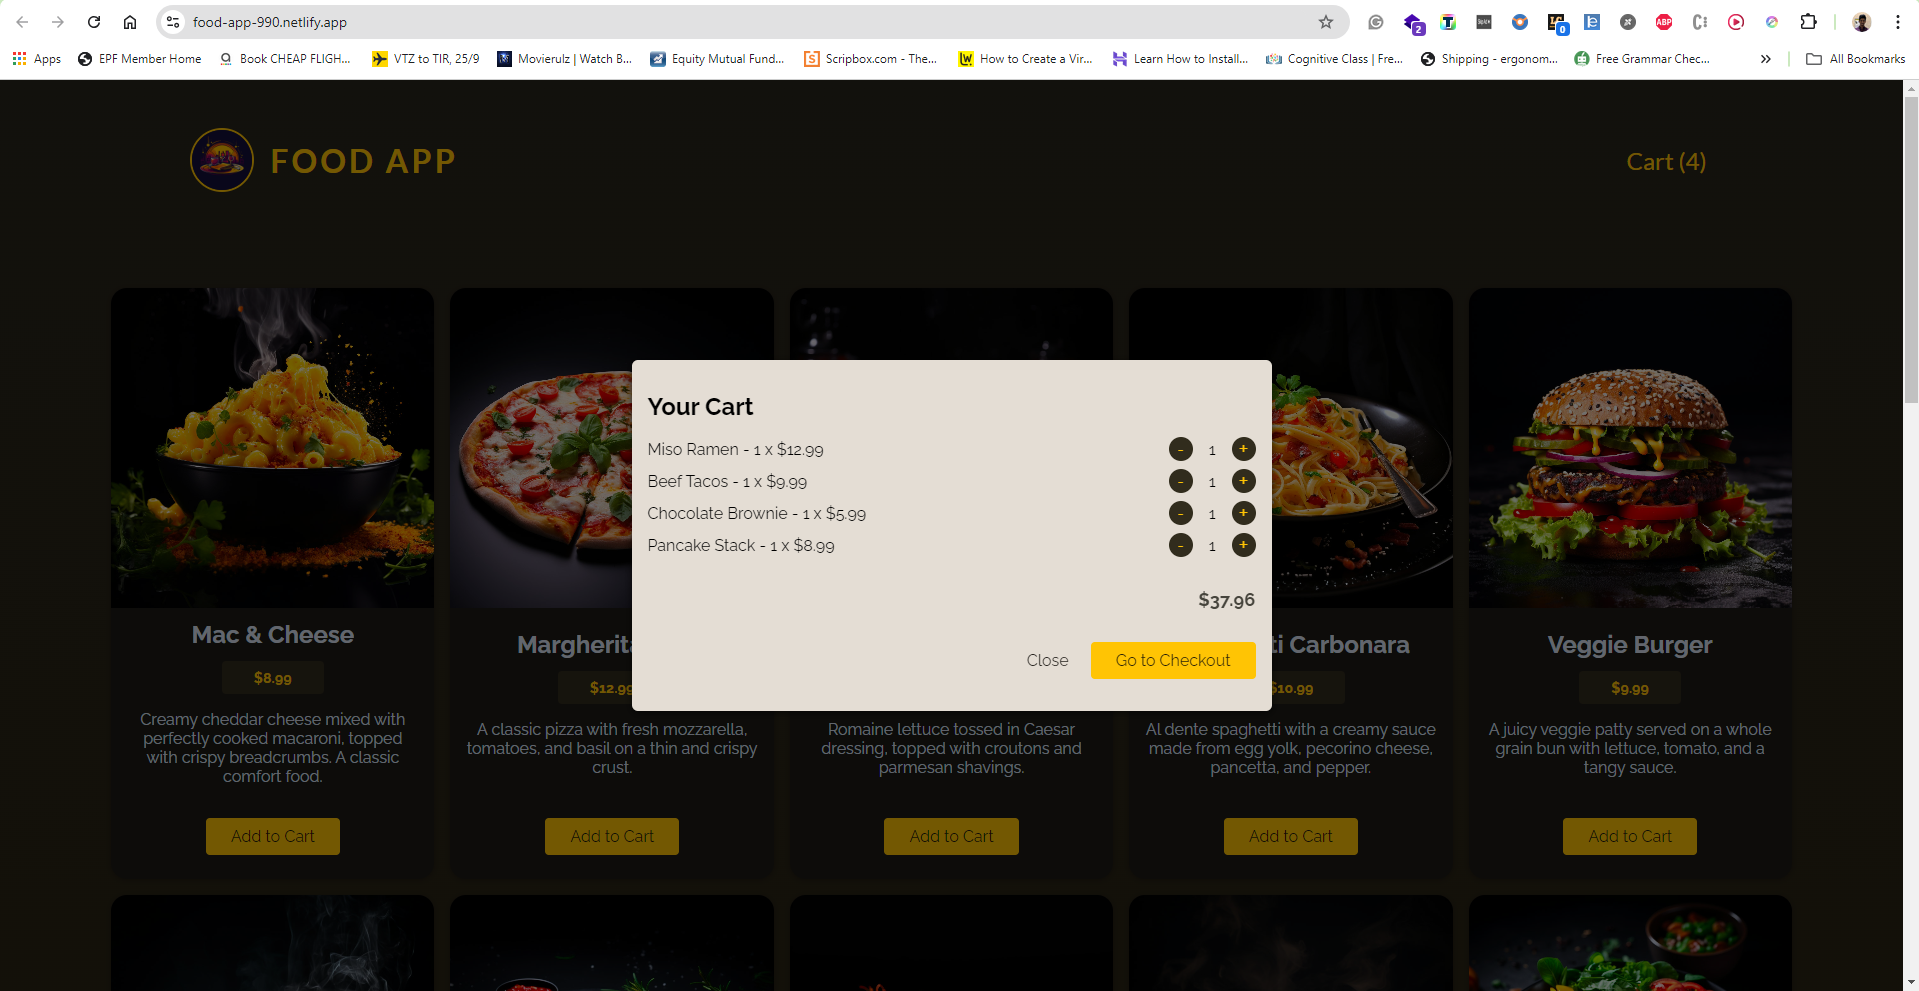 food-app-990.netlify.app
2
0
ABP
Apps
EPF Member Home
Book CHEAP FLIGH...
VTZ to TIR, 25/9
Movierulz | Watch B...
Equity Mutual Fund...
Scripbox.com - The...
How to Create a Vir...
Learn How to Install...
Cognitive Class | Fre...
Shipping - ergonom...
Free Grammar Chec...
All Bookmarks
FOOD APP
Cart (4)
Your Cart
Miso Ramen - 1 x $12.99 - 1 +
Beef Tacos - 1 x $9.99 - 1 +
Chocolate Brownie - 1 x $5.99 - 1 +
Pancake Stack - 1 x $8.99 - 1 +
$37.96
Close
Go to Checkout
Mac & Cheese
$8.99
Creamy cheddar cheese mixed with
perfectly cooked macaroni, topped
with crispy breadcrumbs. A classic
comfort food.
Add to Cart
Margherit
$12.99
A classic pizza with fresh mozzarella,
tomatoes, and basil on a thin and crispy
crust.
Add to Cart
Romaine lettuce tossed in Caesar
dressing, topped with croutons and
parmesan shavings.
Add to Cart
ti Carbonara
$10.99
Al dente spaghetti with a creamy sauce
made from egg yolk, pecorino cheese,
pancetta, and pepper.
Add to Cart
Veggie Burger
$9.99
A juicy veggie patty served on a whole
grain bun with lettuce, tomato, and a
tangy sauce.
Add to Cart